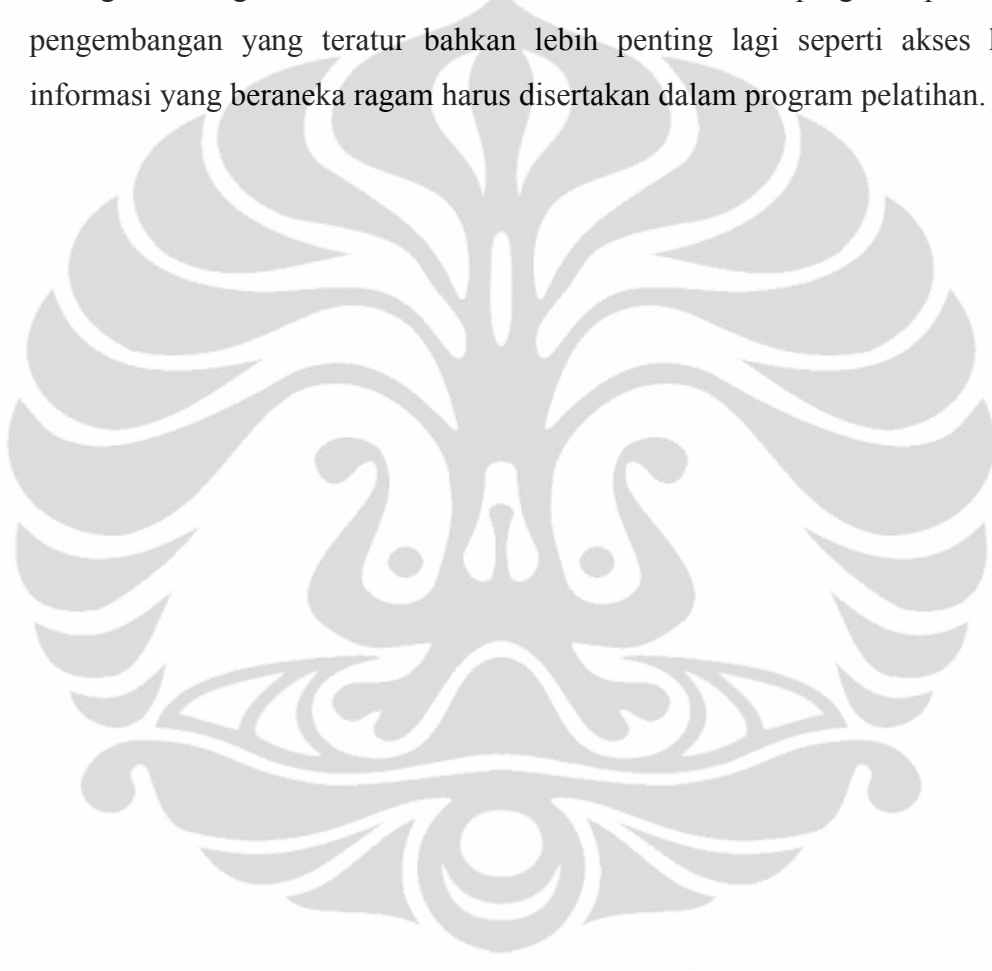 pengembangan yang teratur bahkan lebih penting lagi seperti akses
informasi yang beraneka ragam harus disertakan dalam program pelatihan.